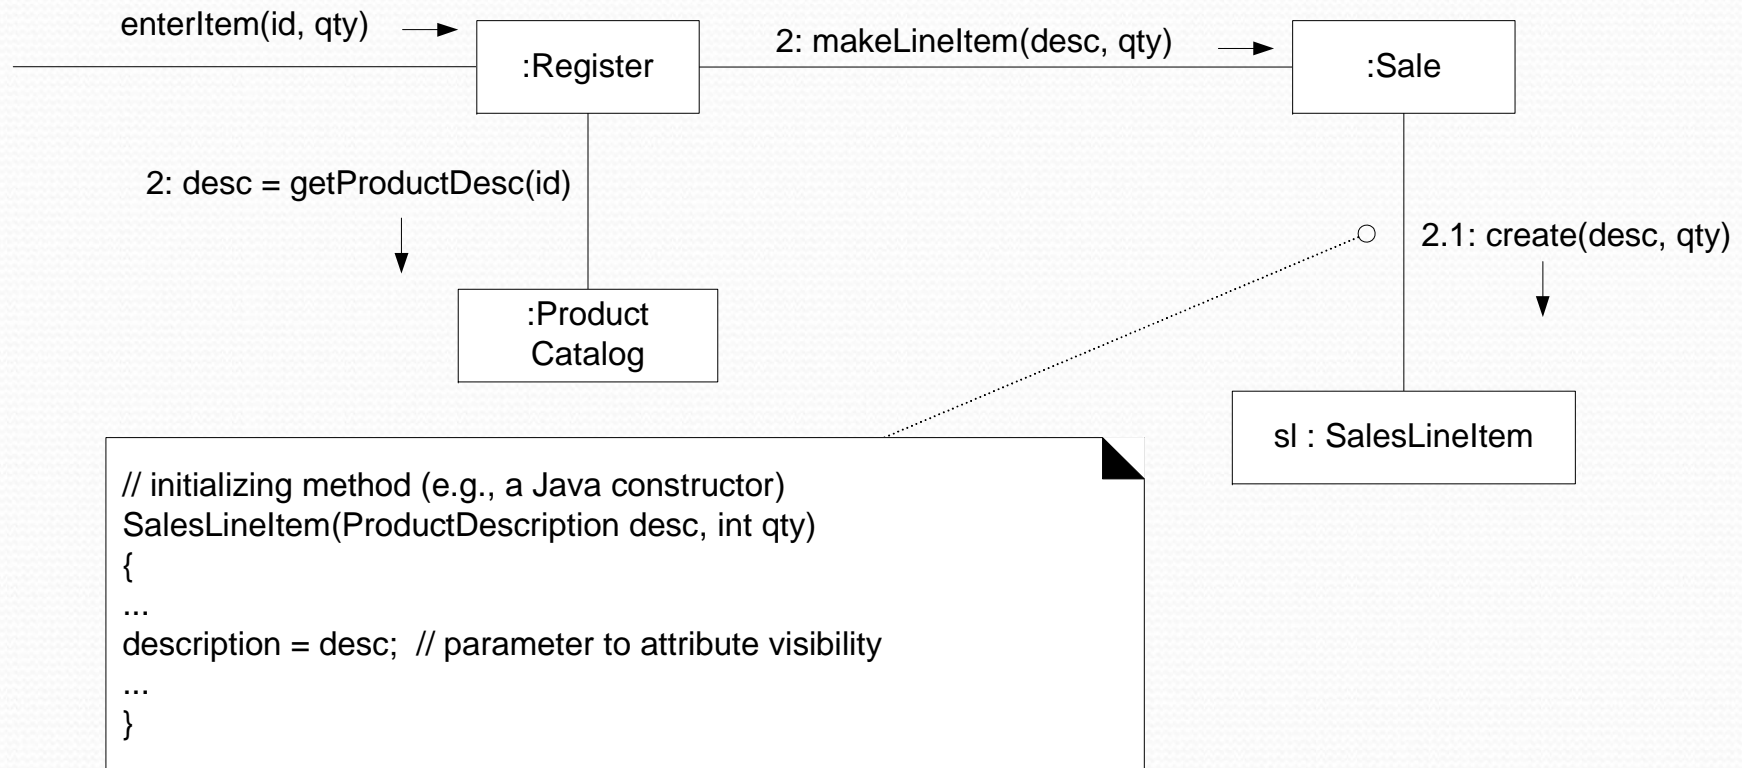 enterItem(id, qty)
:Register
2: makeLineItem(desc, qty)
:Sale
2: desc = getProductDesc(id)
2.1: create(desc, qty)
:Product
Catalog
sl : SalesLineItem
// initializing method (e.g., a Java constructor)
SalesLineItem(ProductDescription desc, int qty)
{
...
description = desc;  // parameter to attribute visibility
...
}